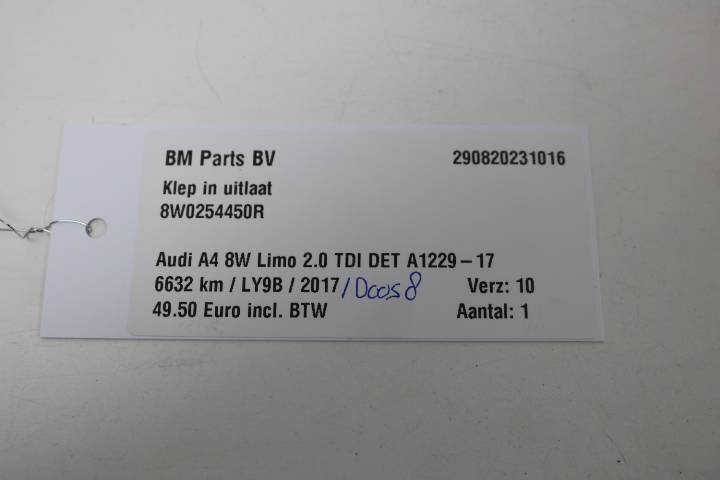 BM Parts BV 290820231016
Klep in uitlaat
8W0254450R
Audi A4 8W Limo 2.0 TDI DET A1229-17
6632 km / LY9B / 2017 / Doos 8 Verz: 10
49.50 Euro incl. BTW Aantal: 1